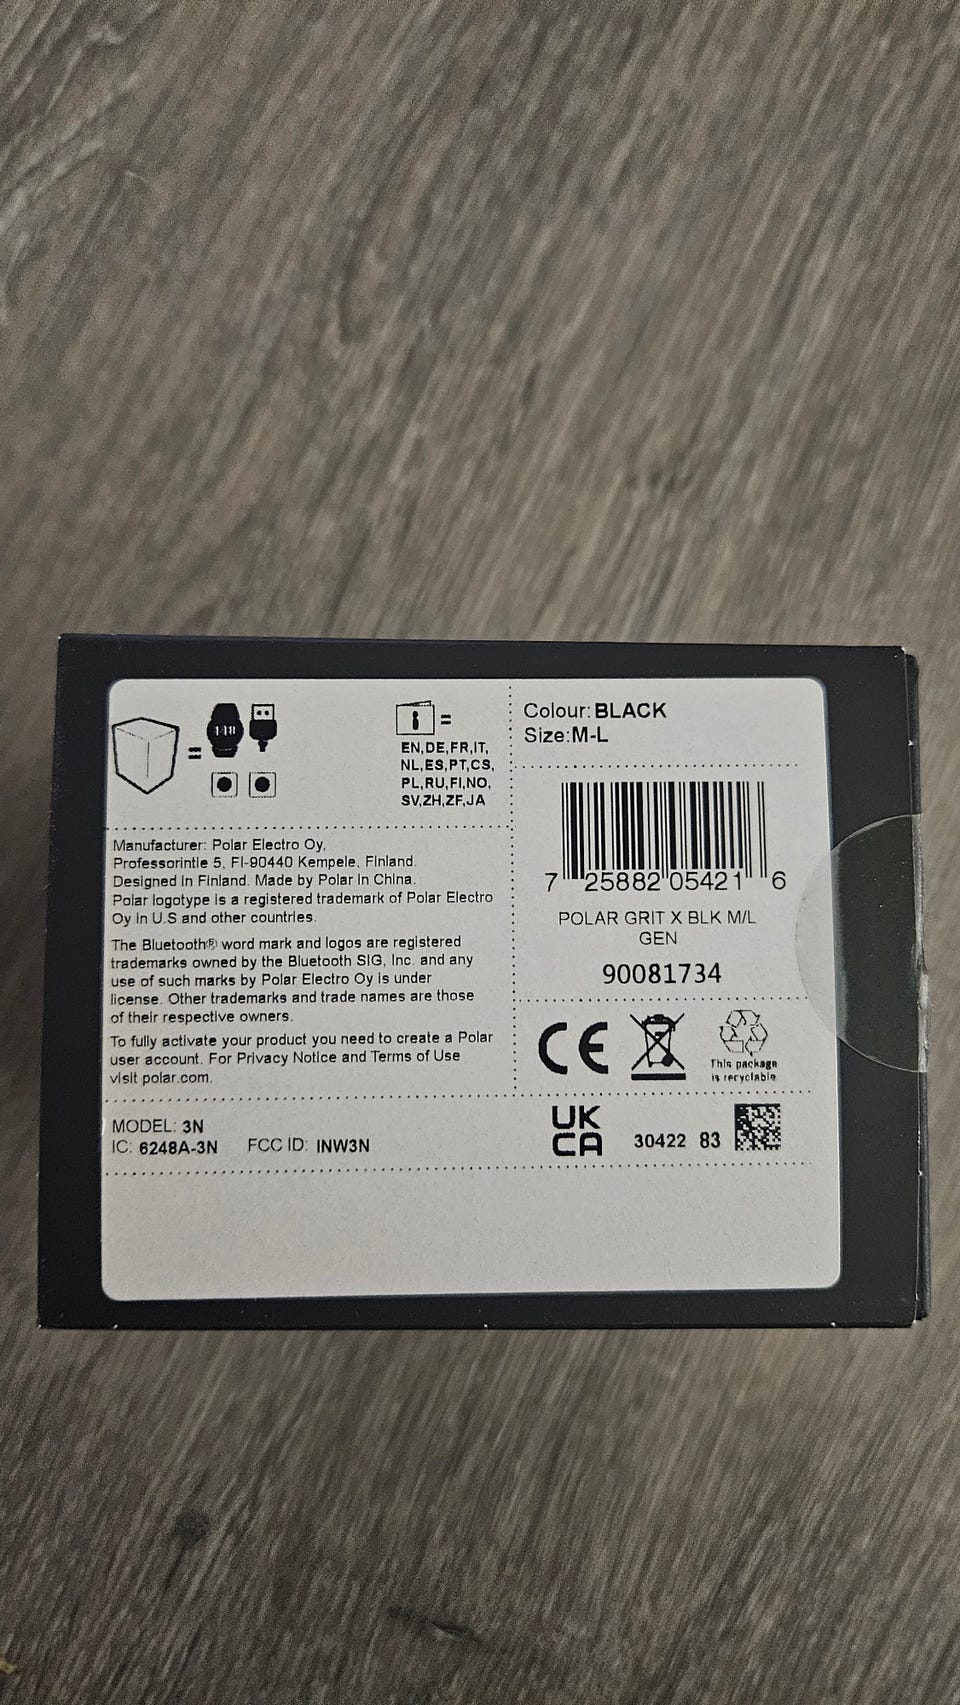 EN,DE,FR,IT,
NL,ES,PT,CS,
PL,RU,FI,NO,
SV,ZH,ZF,JA
Colour: BLACK
Size:M-L
Manufacturer: Polar Electro Oy,
Professorintie 5, FI-90440 Kempele, Finland.
Designed in Finland. Made by Polar in China.
Polar logotype is a registered trademark of Polar Electro
Oy in U.S and other countries.
The Bluetooth® word mark and logos are registered
trademarks owned by the Bluetooth SIG, Inc. and any
use of such marks by Polar Electro Oy is under
license. Other trademarks and trade names are those
of their respective owners.
To fully activate your product you need to create a Polar
user account. For Privacy Notice and Terms of Use
visit polar.com.
7 25882 05421 6
POLAR GRIT X BLK M/L
GEN
90081734
CE
This package
is recyclable
MODEL: 3N
IC: 6248A-3N FCC ID: INW3N
UK
CA
30422 83